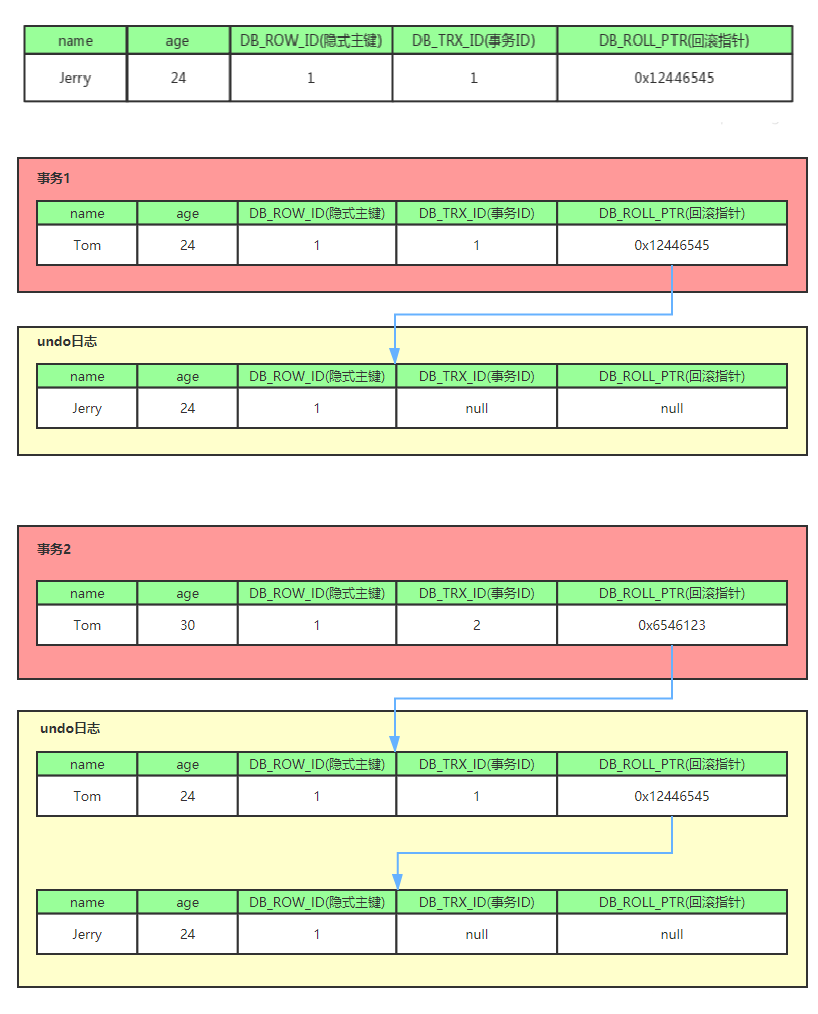 name age DB_ROW_ID(隐式主键) DB_TRX_ID(事务ID) DB_ROLL_PTR(回滚指针)
Jerry 24 1 1 0x12446545
事务1
name age DB_ROW_ID(隐式主键) DB_TRX_ID(事务ID) DB_ROLL_PTR(回滚指针)
Tom 24 1 1 0x12446545
undo日志
name age DB_ROW_ID(隐式主键) DB_TRX_ID(事务ID) DB_ROLL_PTR(回滚指针)
Jerry 24 1 null null
事务2
name age DB_ROW_ID(隐式主键) DB_TRX_ID(事务ID) DB_ROLL_PTR(回滚指针)
Tom 30 1 2 0x6546123
undo日志
name age DB_ROW_ID(隐式主键) DB_TRX_ID(事务ID) DB_ROLL_PTR(回滚指针)
Tom 24 1 1 0x12446545
name age DB_ROW_ID(隐式主键) DB_TRX_ID(事务ID) DB_ROLL_PTR(回滚指针)
Jerry 24 1 null null